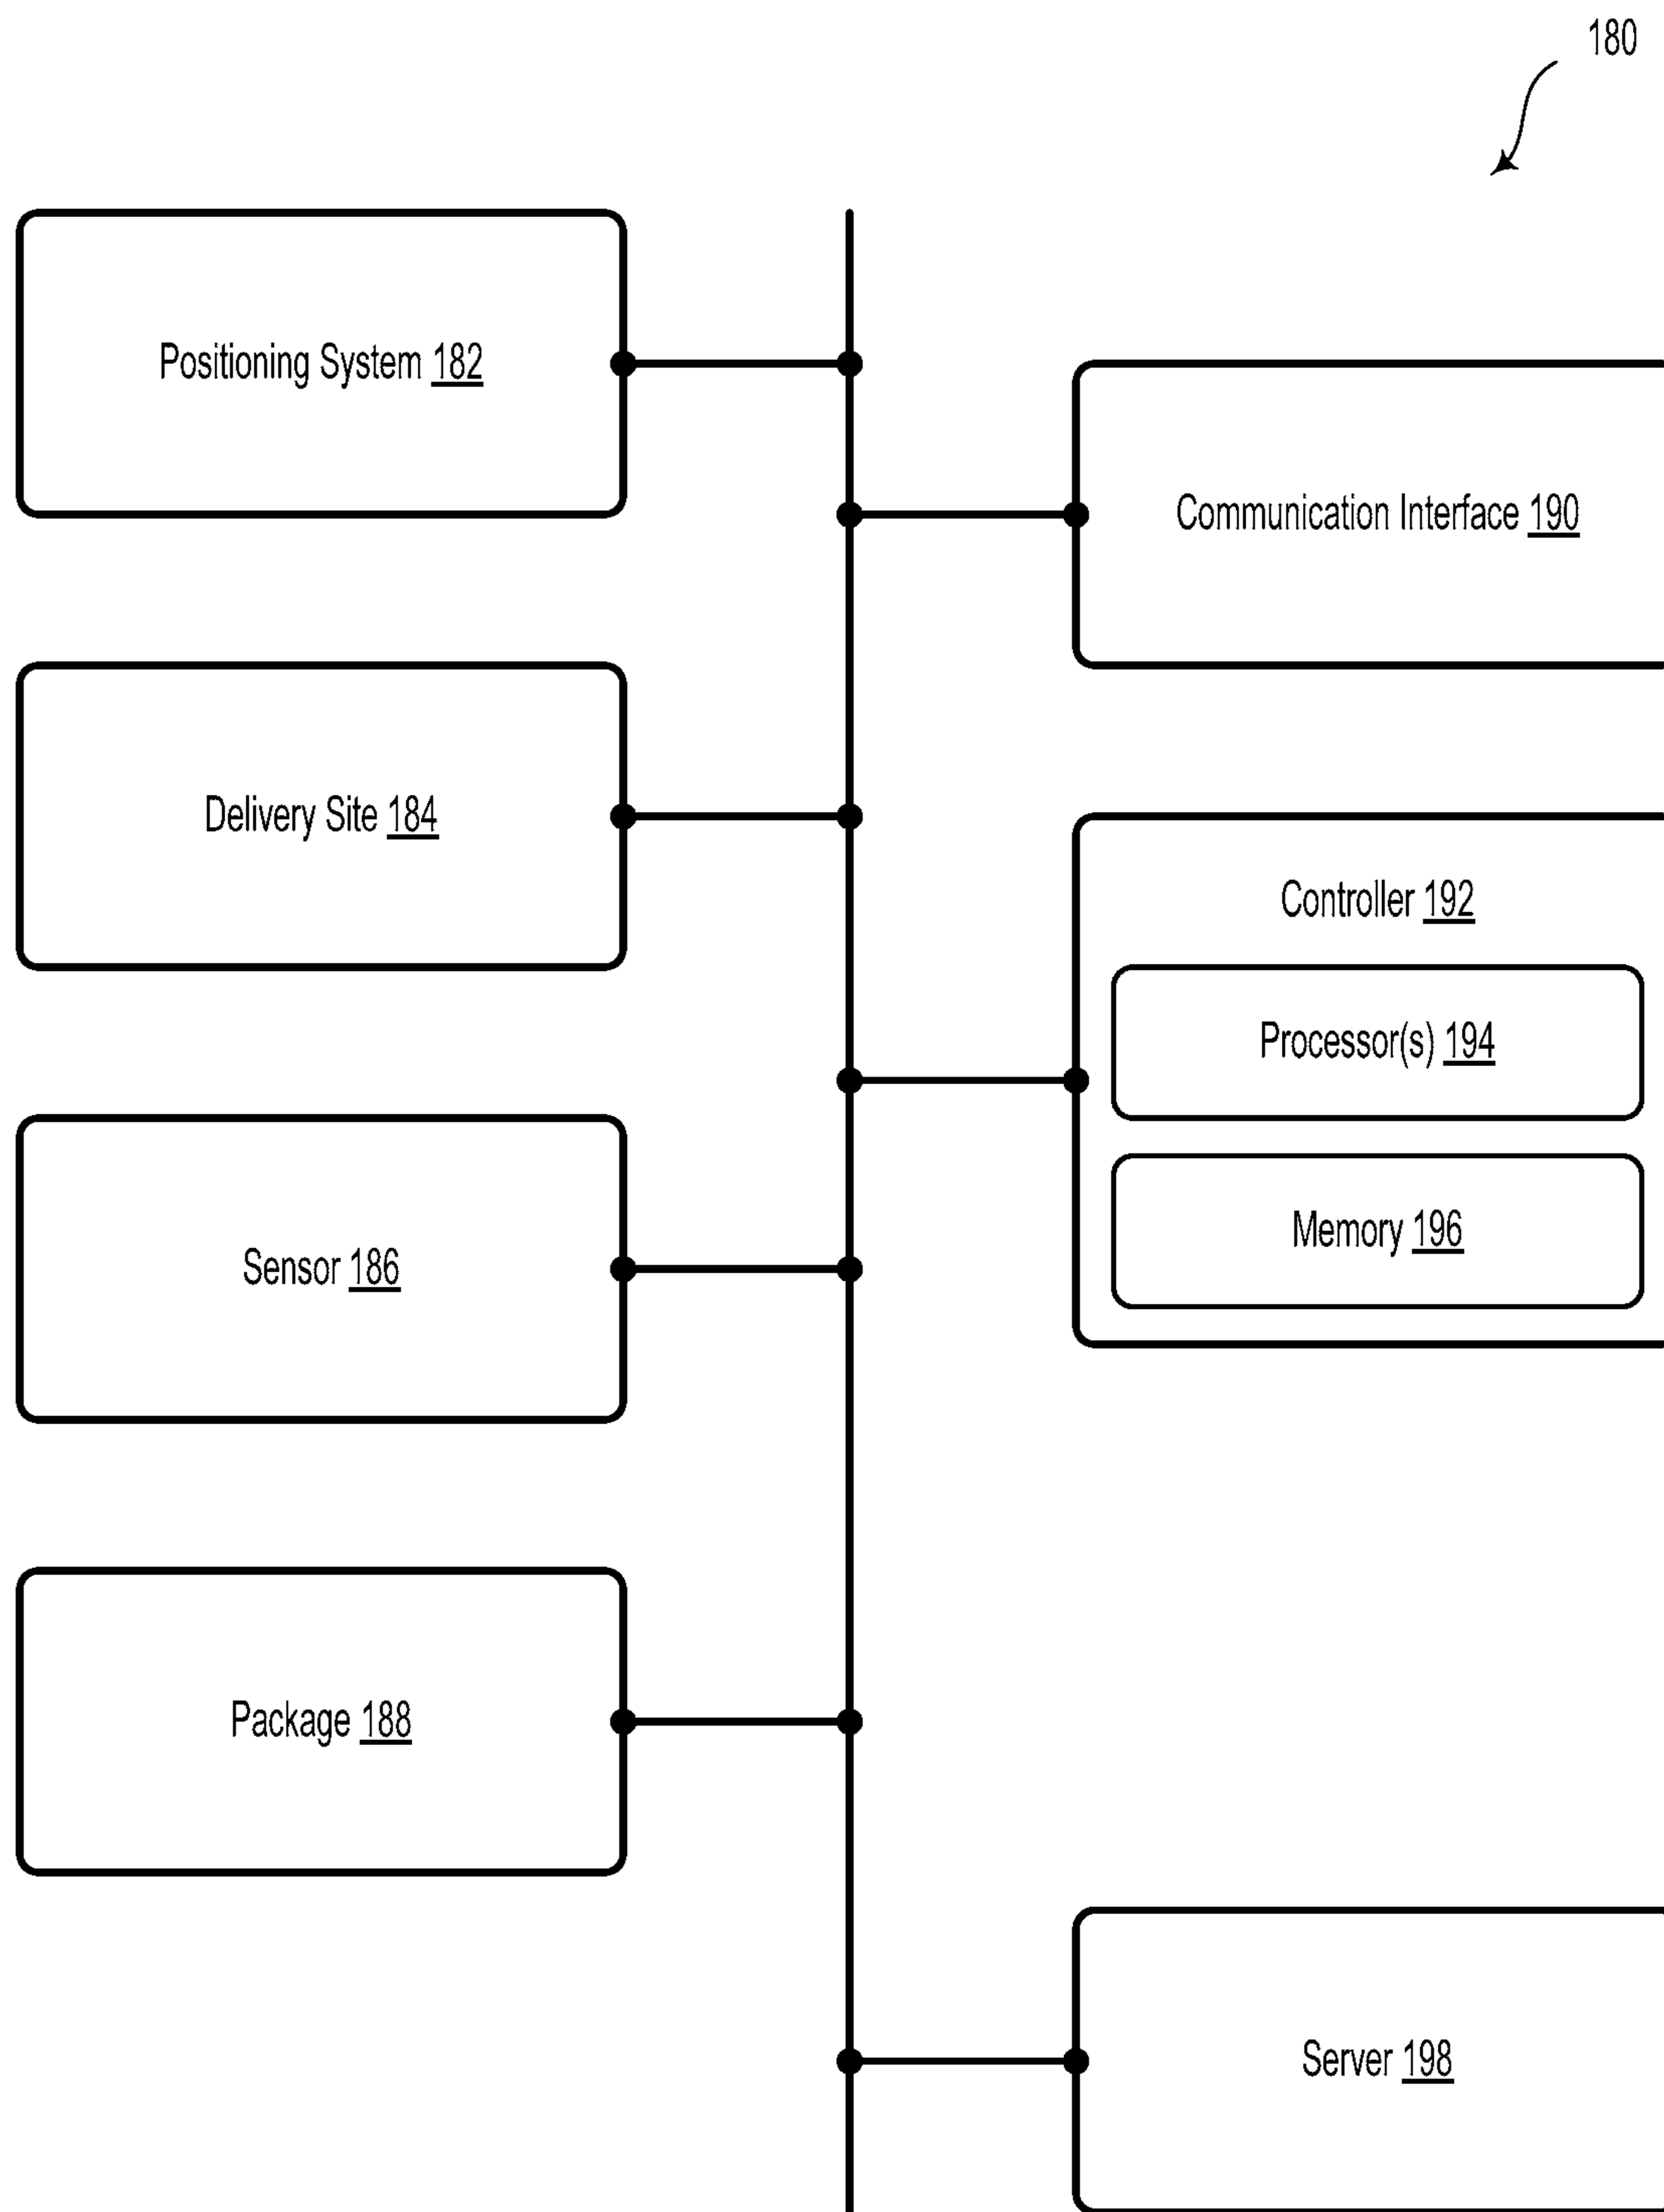 180
Positioning System 182
Communication Interface 190
Delivery Site 184
Controller 192
Processor(s) 194
Memory 196
Sensor 186
Package 188
Server 198